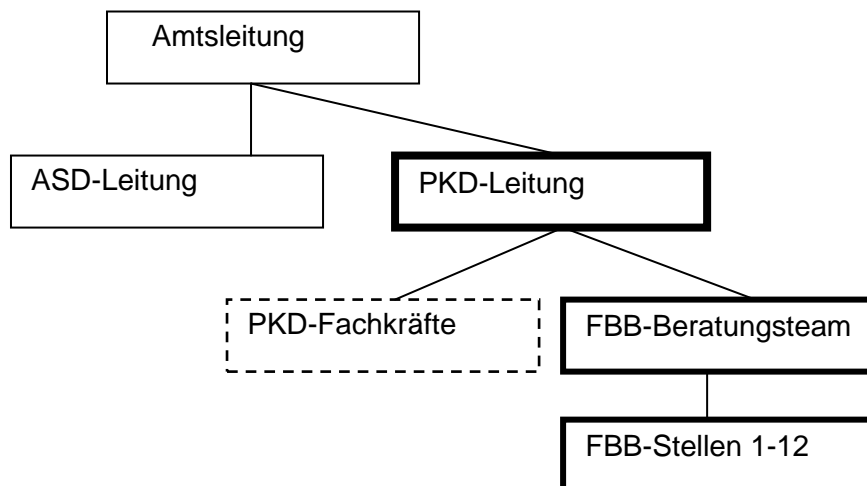 Amtsleitung
ASD-Leitung
PKD-Leitung
PKD-Fachkräfte
FBB-Beratungsteam
FBB-Stellen 1-12